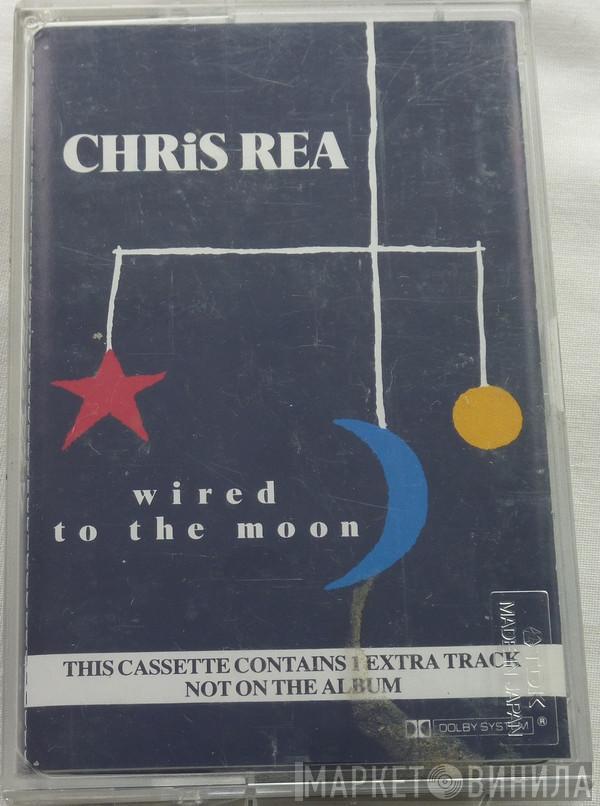 CHRiS REA
wired
to the moon
THIS CASSETTE CONTAINS 1 EXTRA TRACK
NOT ON THE ALBUM
DOLBY SYSTEM
TDK ®
MADE IN JAPAN
МАРКЕТ ВИНИЛА